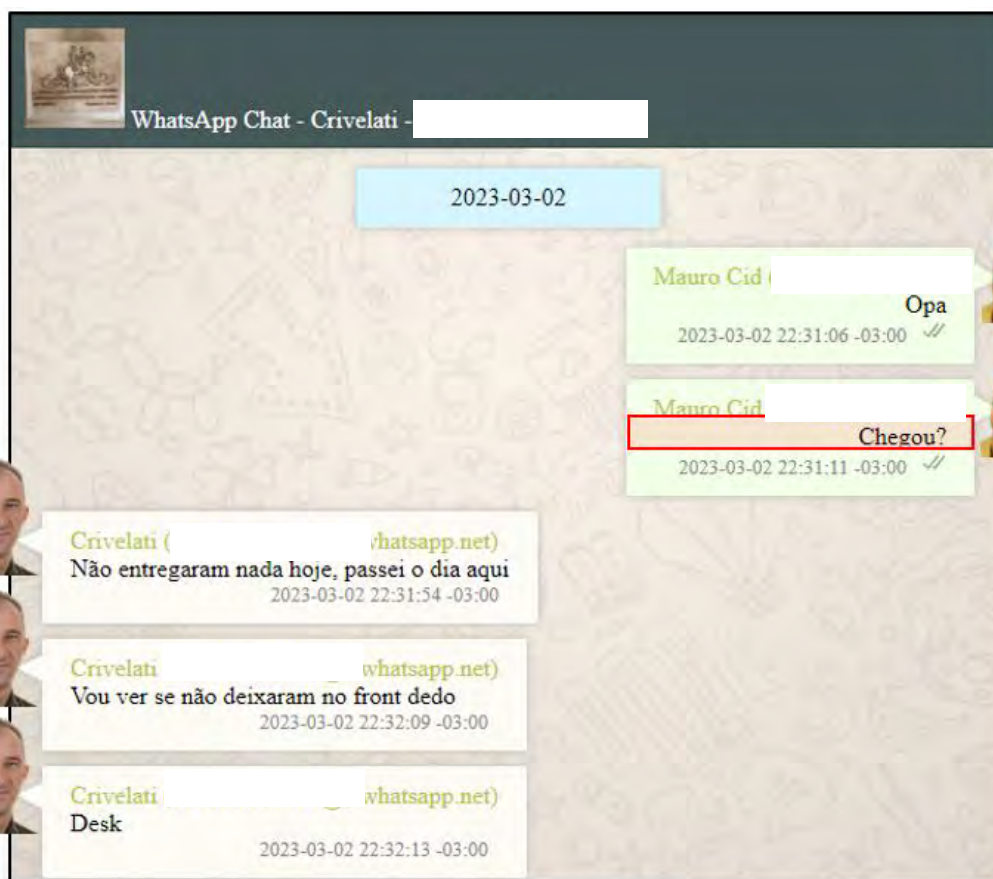 WhatsApp Chat - Crivelati -
2023-03-02
Mauro Cid (
Opa
2023-03-02 22:31:06 -03:00
Mauro Cid
Chegou?
2023-03-02 22:31:11 -03:00
Crivelati ( whatsapp.net)
Não entregaram nada hoje, passei o dia aqui
2023-03-02 22:31:54 -03:00
Crivelati whatsapp.net)
Vou ver se não deixaram no front dedo
2023-03-02 22:32:09 -03:00
Crivelati whatsapp.net)
Desk
2023-03-02 22:32:13 -03:00